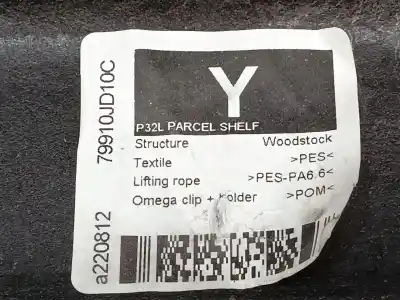 Y
P32L PARCEL SHELF
Structure Woodstock
Textile >PES<
Lifting rope >PES-PA6.6<
Omega clip + holder >POM<
79910JD10C
a220812